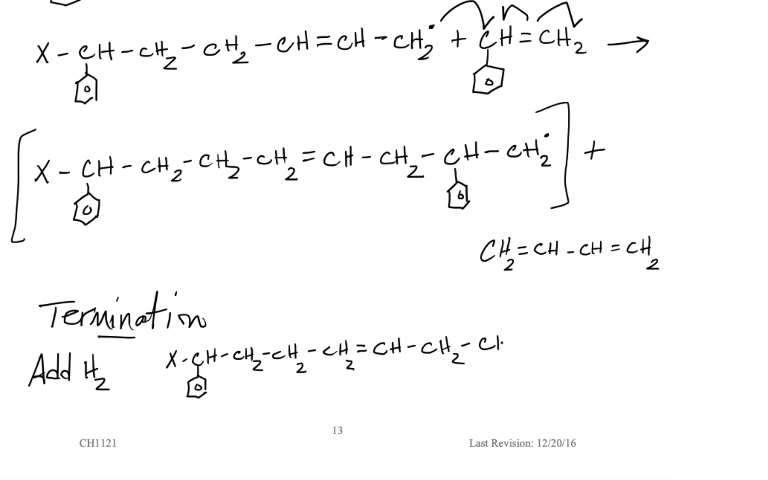 X - CH - CH₂ - CH₂ - CH = CH - CH₂• + CH = CH₂ →
[X - CH - CH₂ - CH₂ - CH₂ = CH - CH₂ - CH - CH₂•] +
CH₂ = CH - CH = CH₂
Termination
Add H₂ X - CH - CH₂ - CH₂ - CH₂ = CH - CH₂ - CH
13
CH1121 Last Revision: 12/20/16